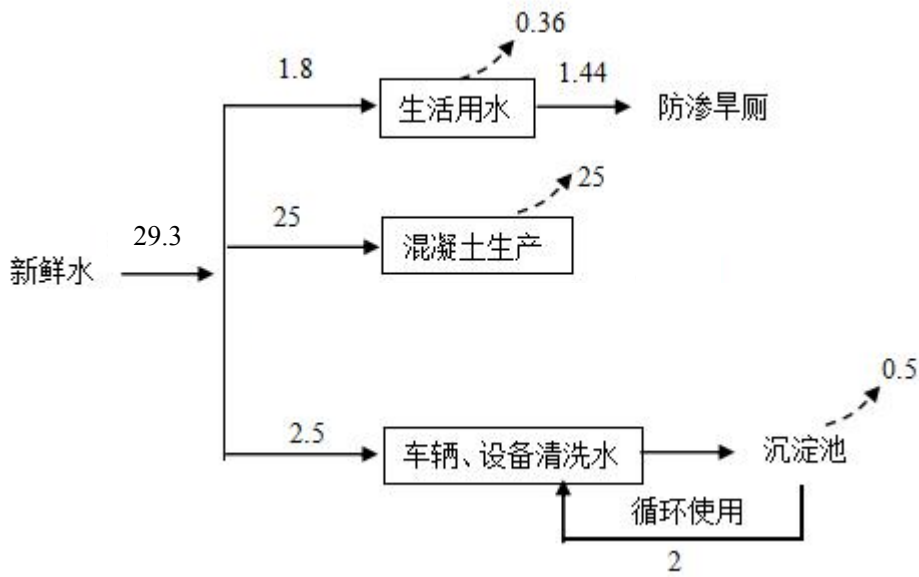 0.36
1.8
1.44
生活用水
防渗旱厕
25
25
29.3
混凝土生产
新鲜水
0.5
2.5
车辆、设备清洗水
沉淀池
循环使用
2